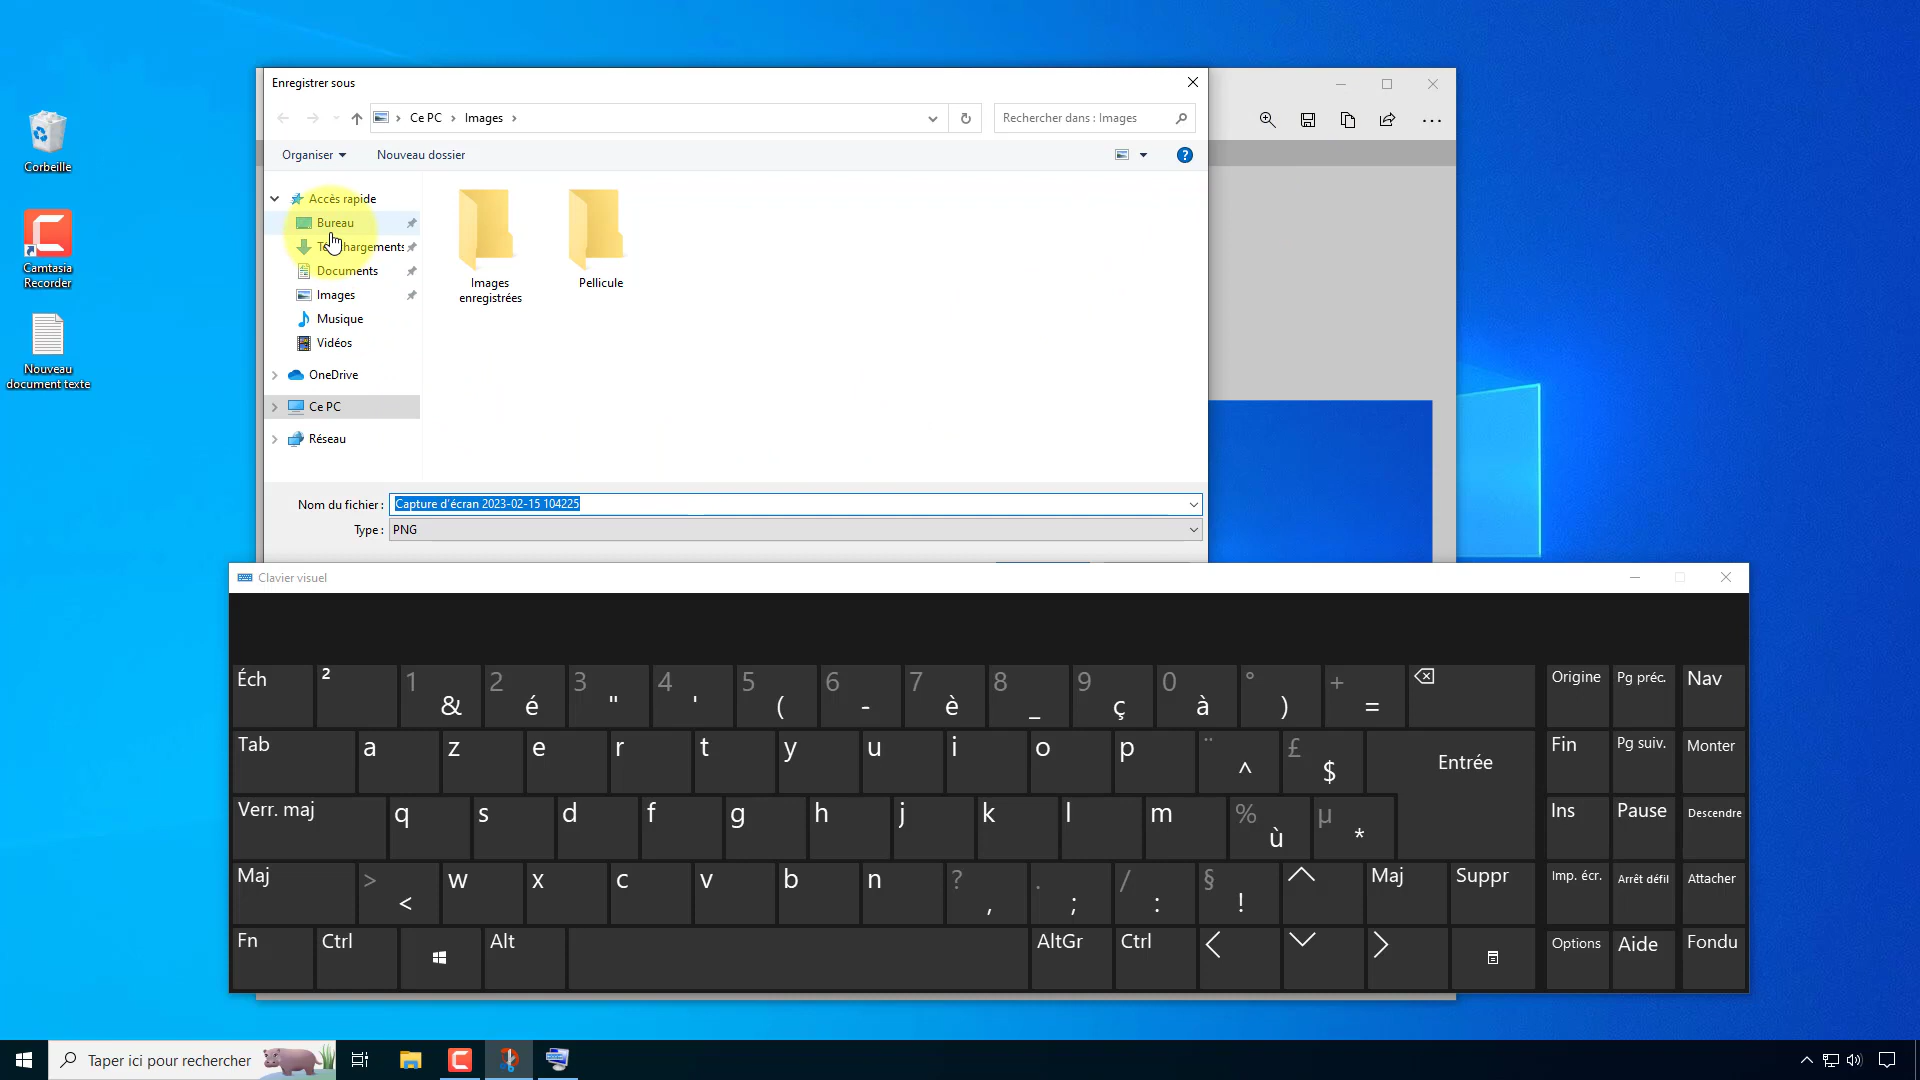 Corbeille
Camtasia
Recorder
Nouveau
document texte
Enregistrer sous
Ce PC
Images
Rechercher dans : Images
Organiser
Nouveau dossier
Accès rapide
Bureau
Téléchargements
Documents
Images
Musique
Vidéos
OneDrive
Ce PC
Réseau
Images
enregistrées
Pellicule
Nom du fichier :
Capture d'écran 2023-02-15 104225
Type :
PNG
Clavier visuel
Éch ² 1 & 2 é 3 " 4 ' 5 ( 6 - 7 è 8 _ 9 ç 0 à ° ) + = Origine Pg préc. Nav
Tab a z e r t y u i o p ¨ ^ £ $ Entrée Fin Pg suiv. Monter
Verr. maj q s d f g h j k l m % ù µ * Ins Pause Descendre
Maj > < w x c v b n ? , . ; / : § ! Maj Suppr Imp. écr. Arrêt défil Attacher
Fn Ctrl Alt AltGr Ctrl Options Aide Fondu
Taper ici pour rechercher